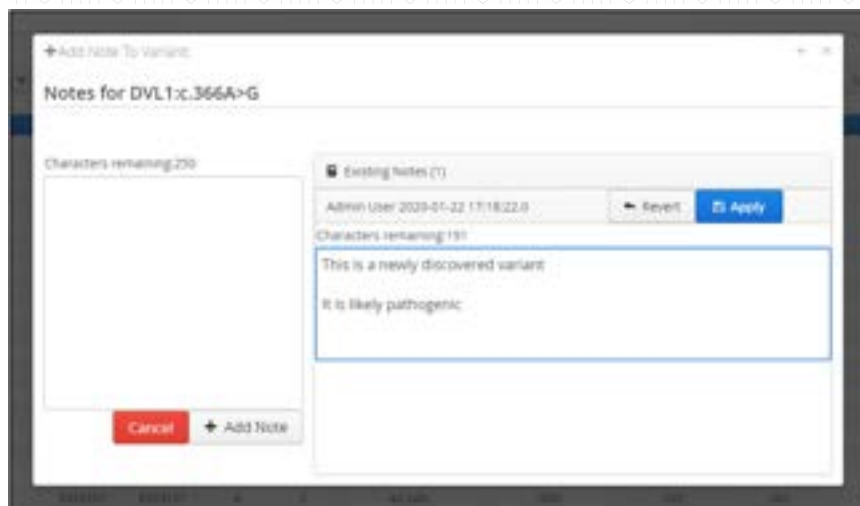 +Add Note To Variant:
Notes for DVL1:c.366A>G
Characters remaining:250
Existing Notes (1)
Admin User 2020-01-22 17:18:22.0
Revert
Apply
Characters remaining:191
This is a newly discovered variant
It is likely pathogenic
Cancel
+ Add Note